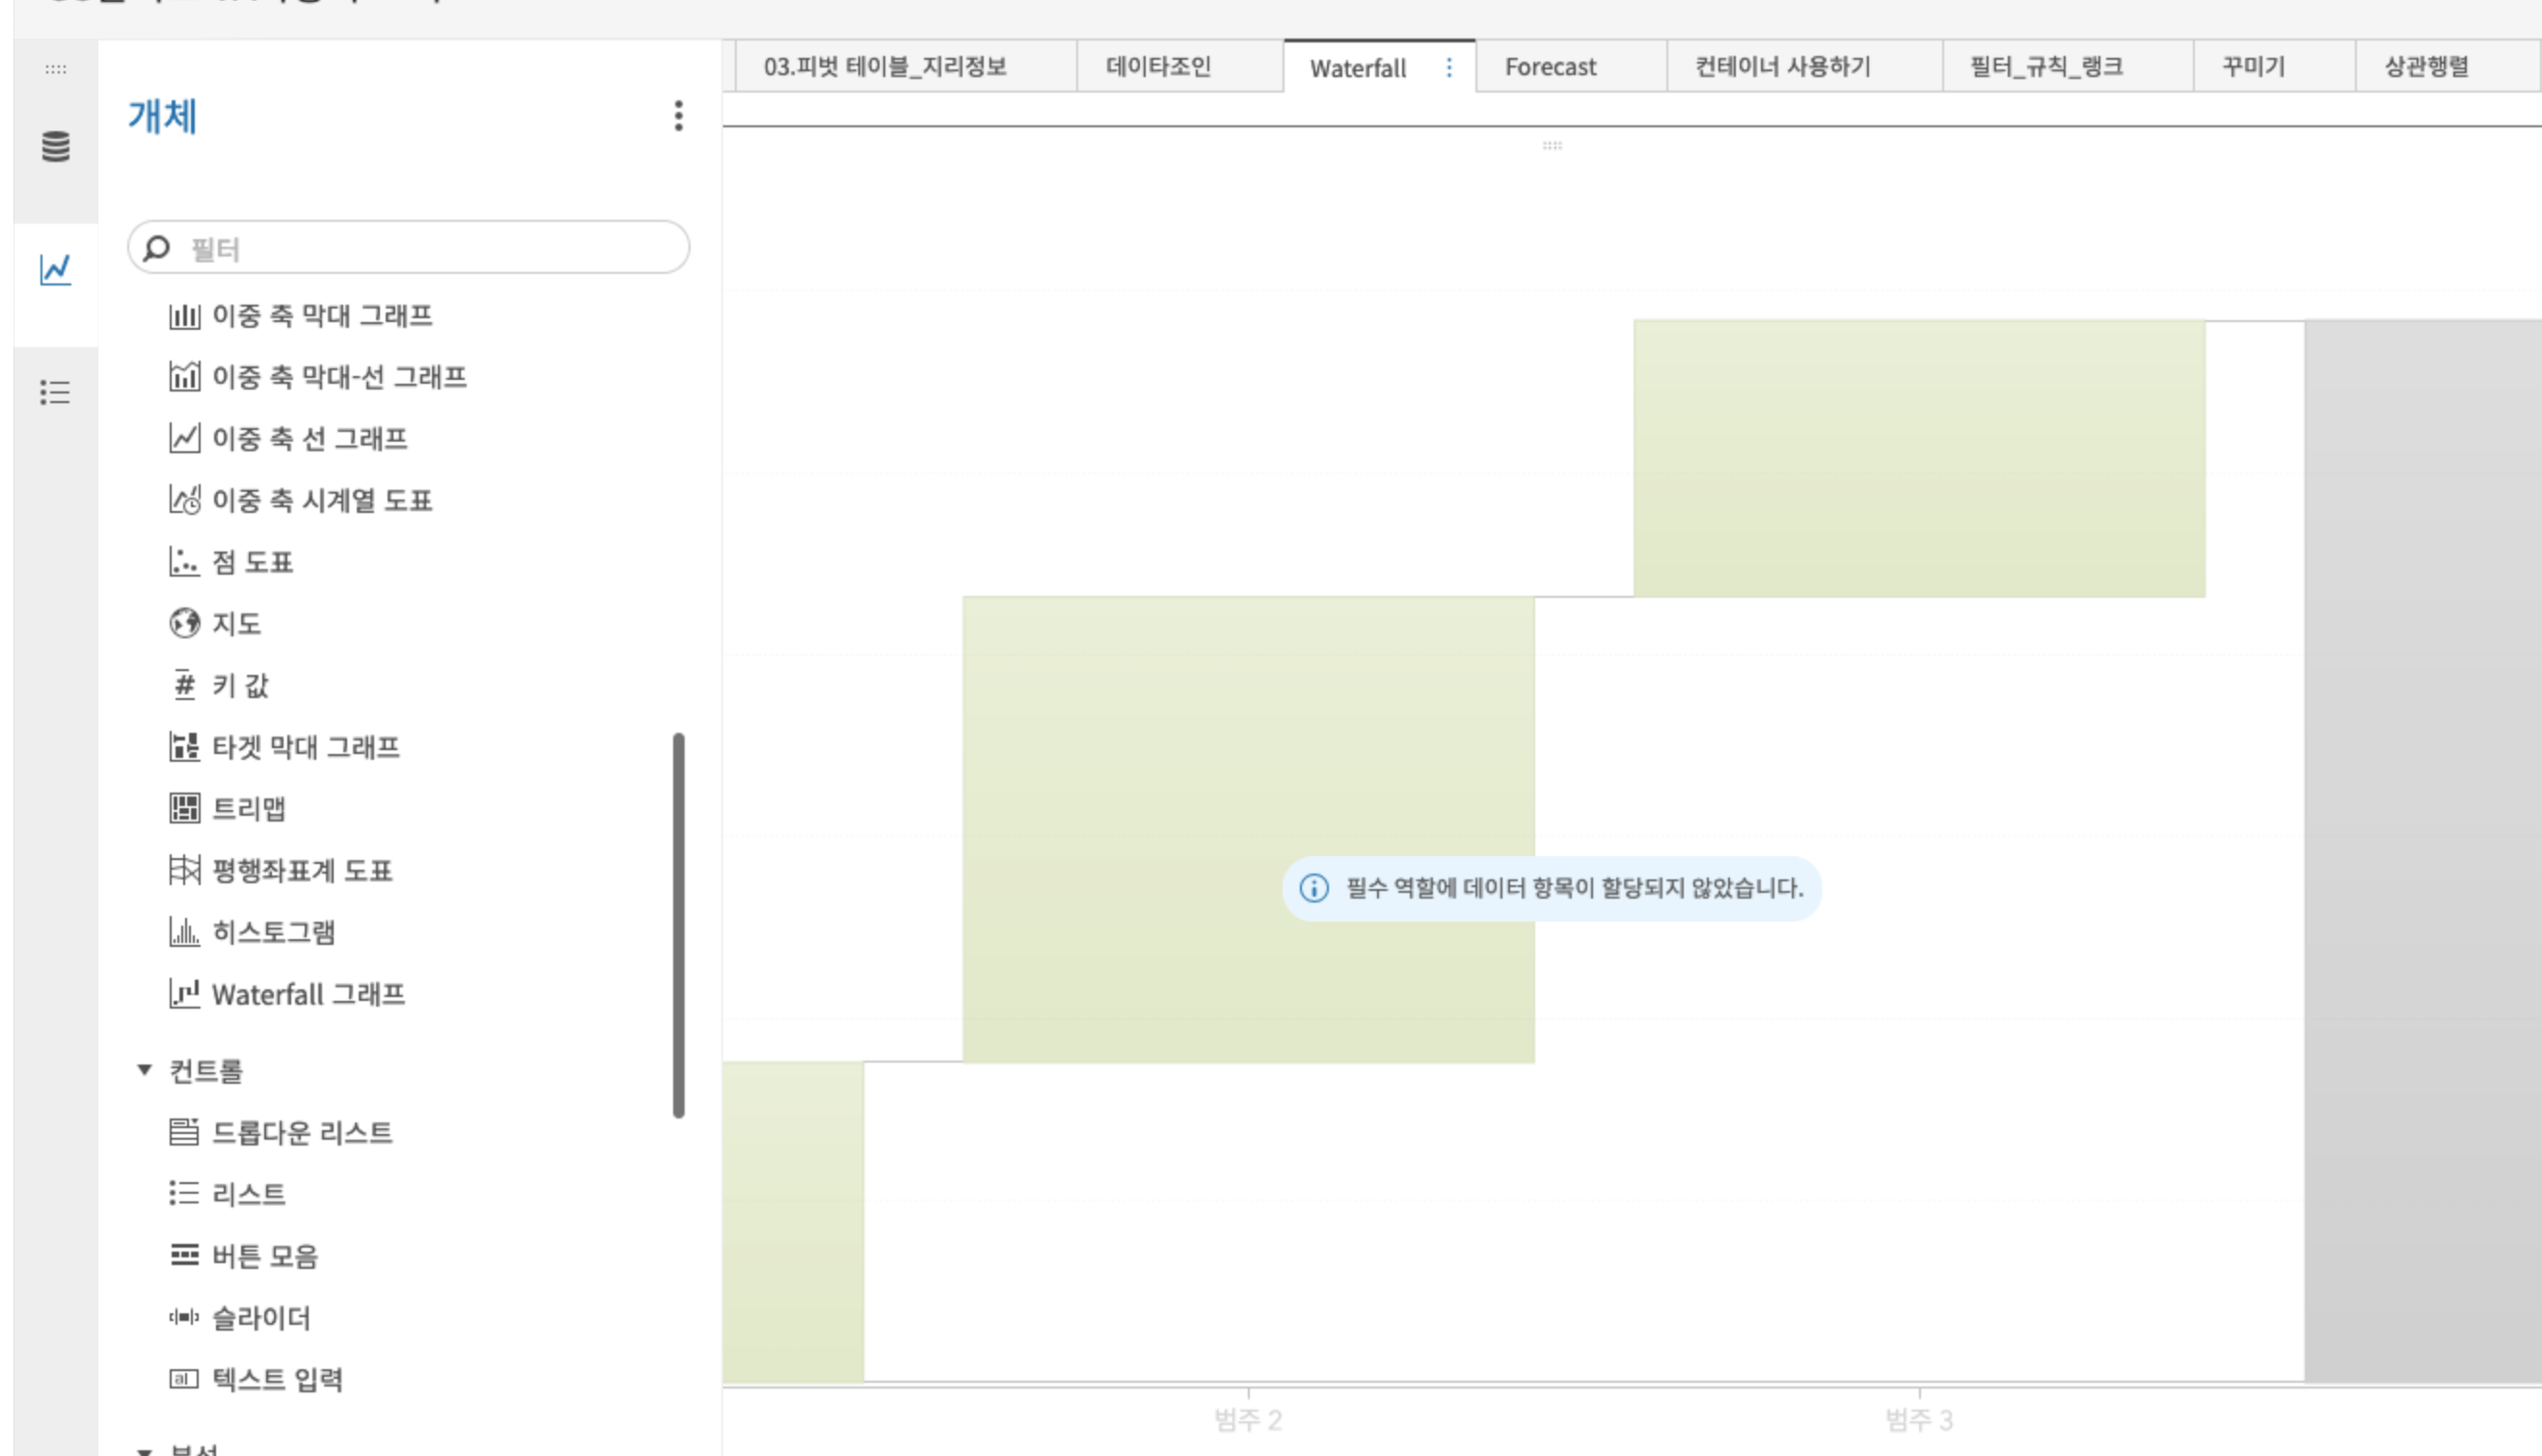 03.피벗 테이블_지리정보
데이타조인
Waterfall
Forecast
컨테이너 사용하기
필터_규칙_랭크
꾸미기
상관행렬
개체
필터
이중 축 막대 그래프
이중 축 막대-선 그래프
이중 축 선 그래프
이중 축 시계열 도표
점 도표
지도
키 값
타겟 막대 그래프
트리맵
평행좌표계 도표
히스토그램
Waterfall 그래프
컨트롤
드롭다운 리스트
리스트
버튼 모음
슬라이더
텍스트 입력
필수 역할에 데이터 항목이 할당되지 않았습니다.
범주 2
범주 3